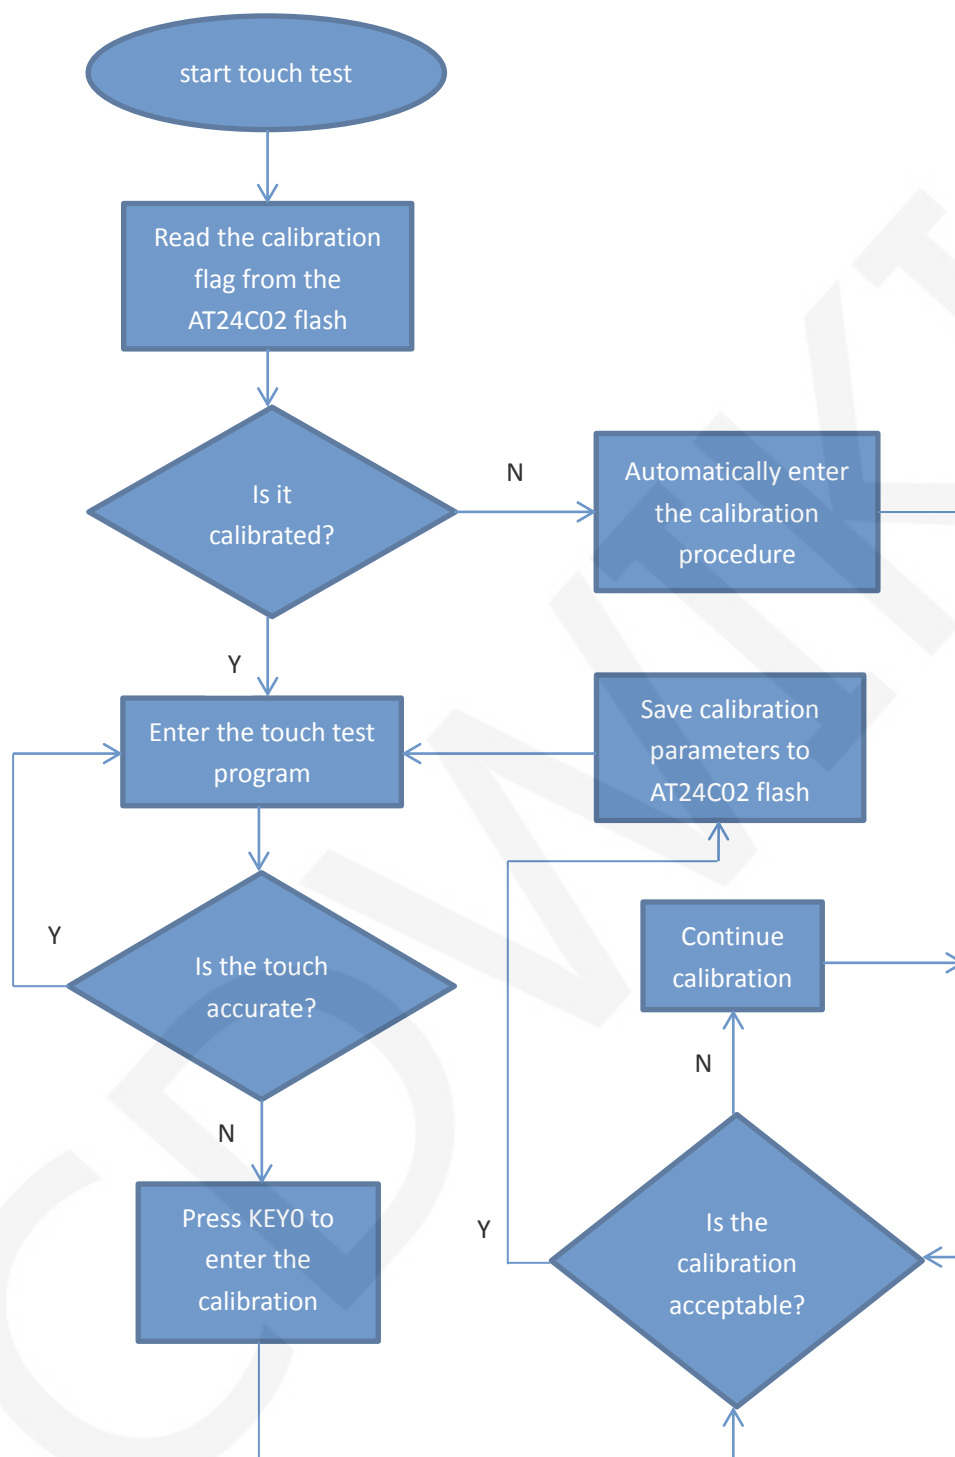 start touch test
Read the calibration
flag from the
AT24C02 flash
Is it
calibrated?
N
Automatically enter
the calibration
procedure
Y
Enter the touch test
program
Save calibration
parameters to
AT24C02 flash
Y
Is the touch
accurate?
Continue
calibration
N
N
Press KEY0 to
enter the
calibration
Y
Is the
calibration
acceptable?